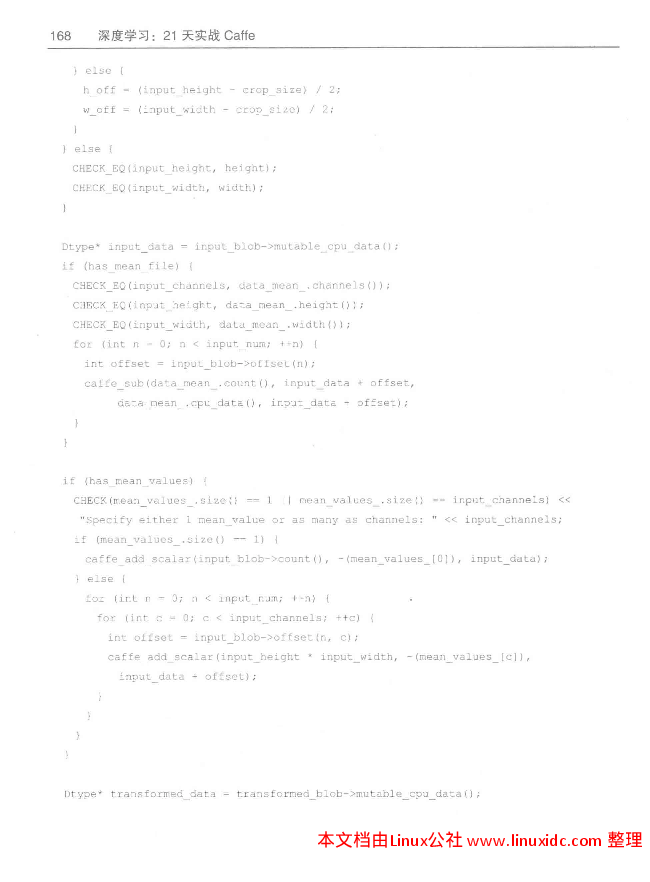 168 深度学习：21 天实战 Caffe
} else {
h_off = (input_height - crop_size) / 2;
w_off = (input_width - crop_size) / 2;
}
} else {
CHECK_EQ(input_height, height);
CHECK_EQ(input_width, width);
}
Dtype* input_data = input_blob->mutable_cpu_data();
if (has_mean_file) {
CHECK_EQ(input_channels, data_mean_.channels());
CHECK_EQ(input_height, data_mean_.height());
CHECK_EQ(input_width, data_mean_.width());
for (int n = 0; n < input_num; ++n) {
int offset = input_blob->offset(n);
caffe_sub(data_mean_.count(), input_data + offset,
data_mean_.cpu_data(), input_data + offset);
}
}
if (has_mean_values) {
CHECK(mean_values_.size() == 1 || mean_values_.size() == input_channels) <<
"Specify either 1 mean_value or as many as channels: " << input_channels;
if (mean_values_.size() == 1) {
caffe_add_scalar(input_blob->count(), -(mean_values_[0]), input_data);
} else {
for (int n = 0; n < input_num; ++n) {
for (int c = 0; c < input_channels; ++c) {
int offset = input_blob->offset(n, c);
caffe_add_scalar(input_height * input_width, -(mean_values_[c]),
input_data + offset);
}
}
}
}
Dtype* transformed_data = transformed_blob->mutable_cpu_data();
本文档由Linux公社 www.linuxidc.com 整理